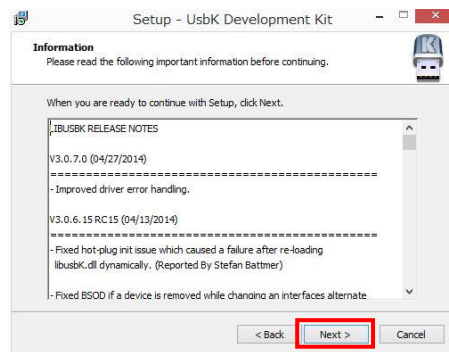 Setup - UsbK Development Kit
Information
Please read the following important information before continuing.
When you are ready to continue with Setup, click Next.
LIBUSBK RELEASE NOTES
V3.0.7.0 (04/27/2014)
================================================
- Improved driver error handling.
V3.0.6.15 RC15 (04/13/2014)
================================================
- Fixed hot-plug init issue which caused a failure after re-loading
libusbK.dll dynamically. (Reported By Stefan Battmer)
- Fixed BSOD if a device is removed while changing an interfaces alternate
< Back
Next >
Cancel